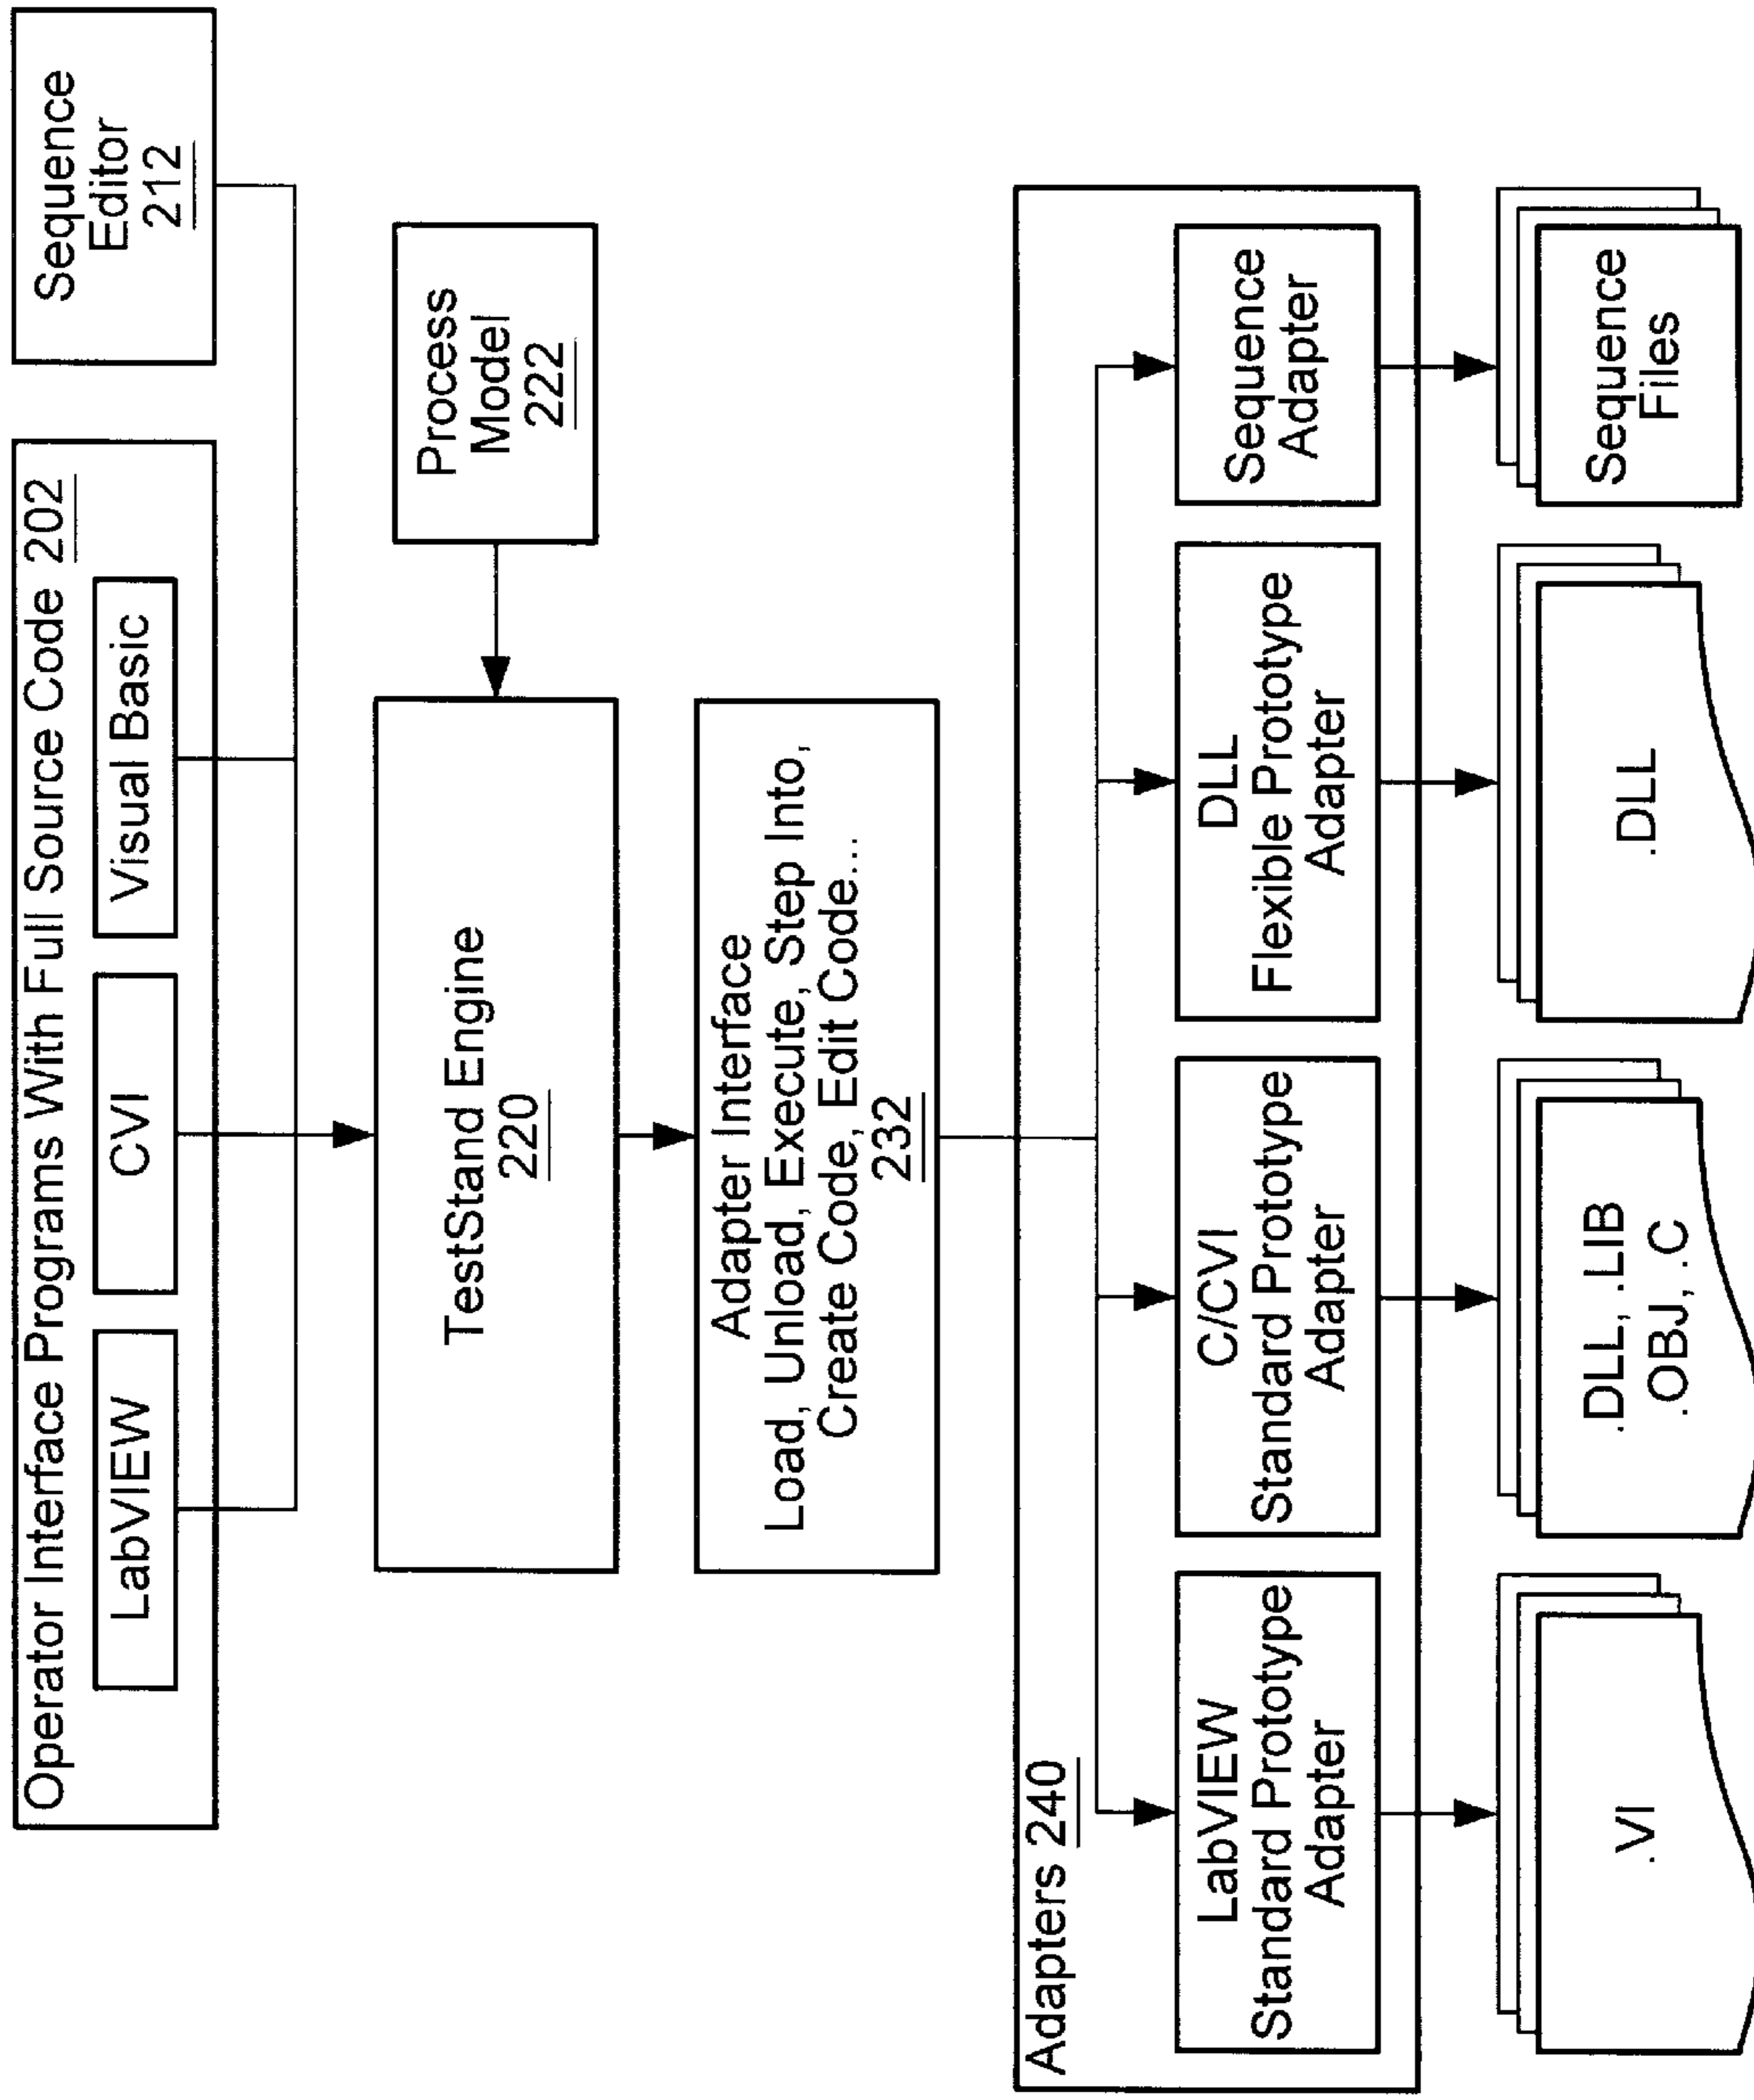 Operator Interface Programs With Full Source Code 202
LabVIEW
CVI
Visual Basic
Sequence
Editor
212
TestStand Engine
220
Process
Model
222
Adapter Interface
Load, Unload, Execute, Step Into,
Create Code, Edit Code...
232
Adapters 240
LabVIEW
Standard Prototype
Adapter
C/CVI
Standard Prototype
Adapter
DLL
Flexible Prototype
Adapter
Sequence
Adapter
.VI
.DLL, .LIB
.OBJ, .C
.DLL
Sequence
Files